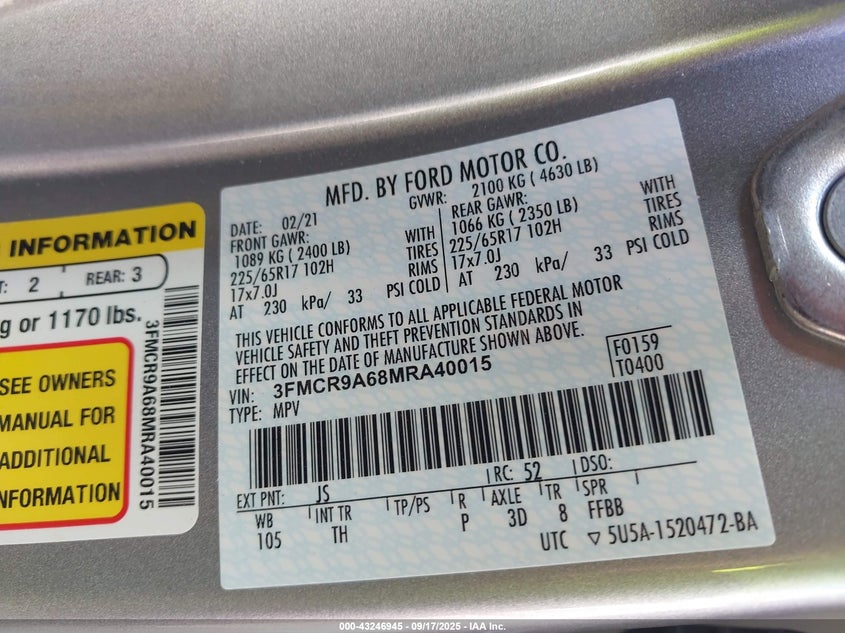 INFORMATION
2 REAR: 3
or 1170 lbs.
SEE OWNERS
MANUAL FOR
ADDITIONAL
INFORMATION
3FMCR9A68MRA40015
MFD. BY FORD MOTOR CO.
DATE: 02/21 GVWR: 2100 KG ( 4630 LB)
FRONT GAWR: REAR GAWR:
1089 KG ( 2400 LB) WITH 1066 KG ( 2350 LB) WITH
225/65R17 102H TIRES 225/65R17 102H TIRES
17x7.0J RIMS 17x7.0J RIMS
AT 230 kPa/ 33 PSI COLD AT 230 kPa/ 33 PSI COLD
THIS VEHICLE CONFORMS TO ALL APPLICABLE FEDERAL MOTOR
VEHICLE SAFETY AND THEFT PREVENTION STANDARDS IN
EFFECT ON THE DATE OF MANUFACTURE SHOWN ABOVE.
VIN: 3FMCR9A68MRA40015 F0159
TYPE: MPV T0400
EXT PNT: JS RC: 52 DSO:
WB INT TR TP/PS R AXLE TR SPR
105 TH P 3D 8 FFBB
UTC ▽ 5U5A-1520472-BA
000-43246945 - 09/17/2025 - IAA Inc.